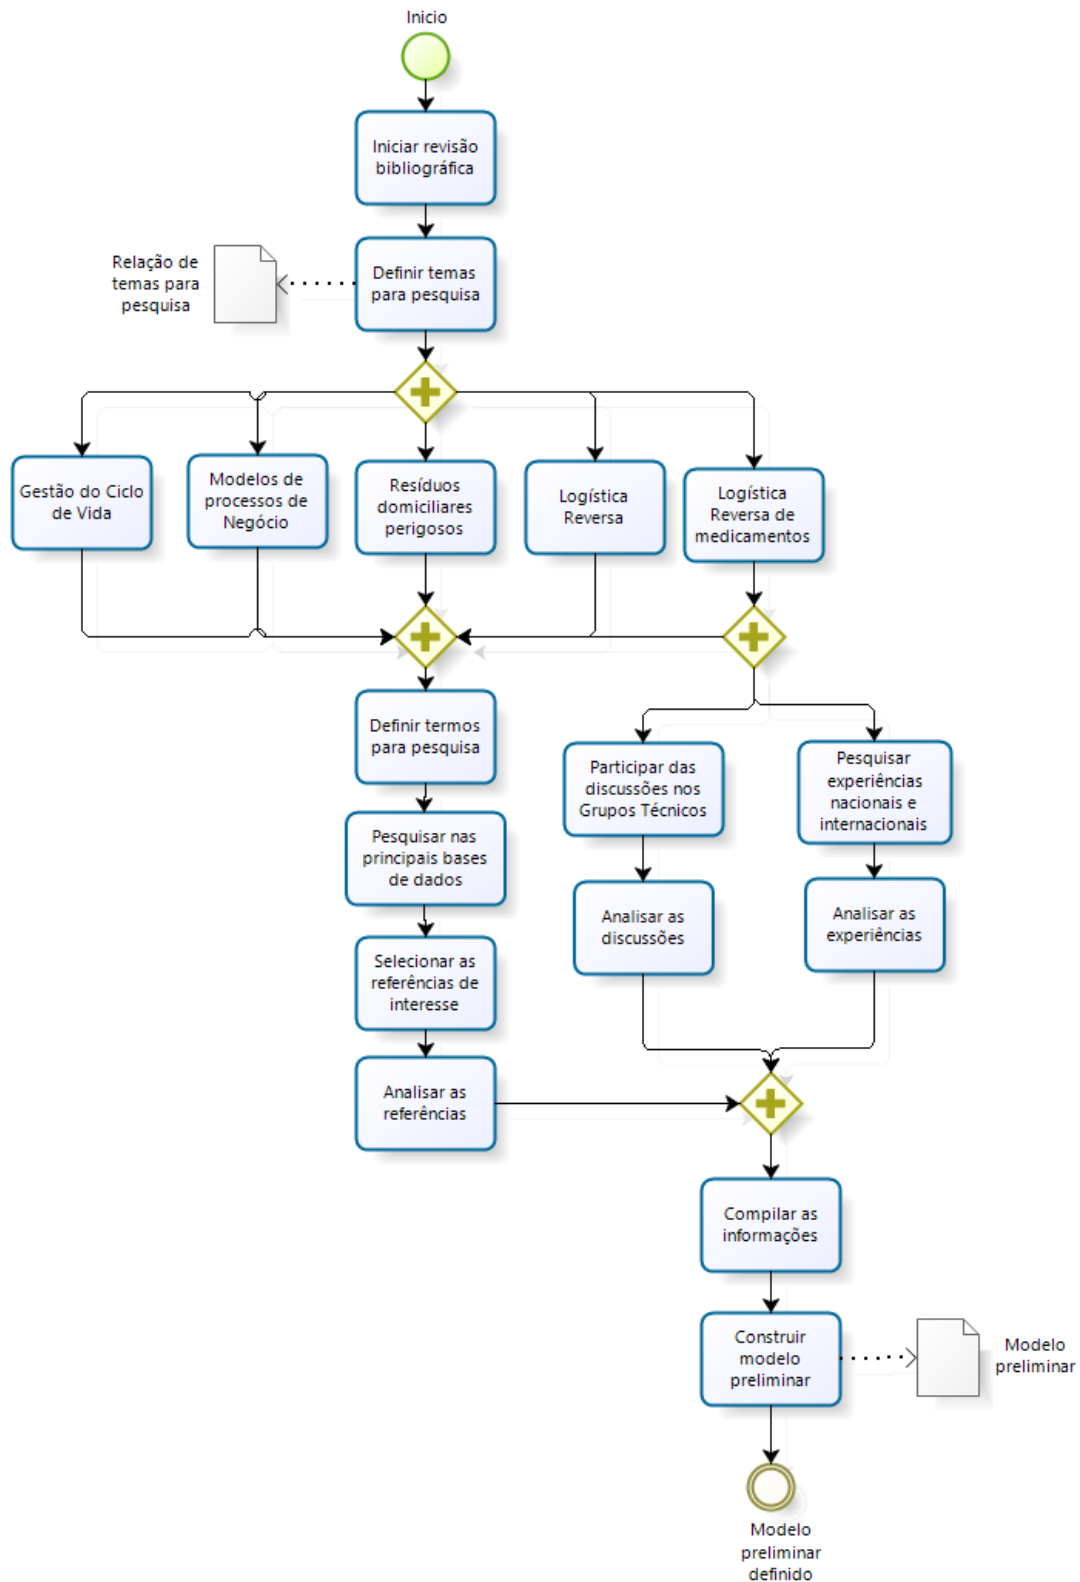 Inicio
Iniciar revisão
bibliográfica
Relação de
temas para
pesquisa
Definir temas
para pesquisa
Gestão do Ciclo
de Vida
Modelos de
processos de
Negócio
Resíduos
domiciliares
perigosos
Logística
Reversa
Logística
Reversa de
medicamentos
Definir termos
para pesquisa
Participar das
discussões nos
Grupos Técnicos
Pesquisar
experiências
nacionais e
internacionais
Pesquisar nas
principais bases
de dados
Analisar as
discussões
Analisar as
experiências
Selecionar as
referências de
interesse
Analisar as
referências
Compilar as
informações
Construir
modelo
preliminar
Modelo
preliminar
Modelo
preliminar
definido